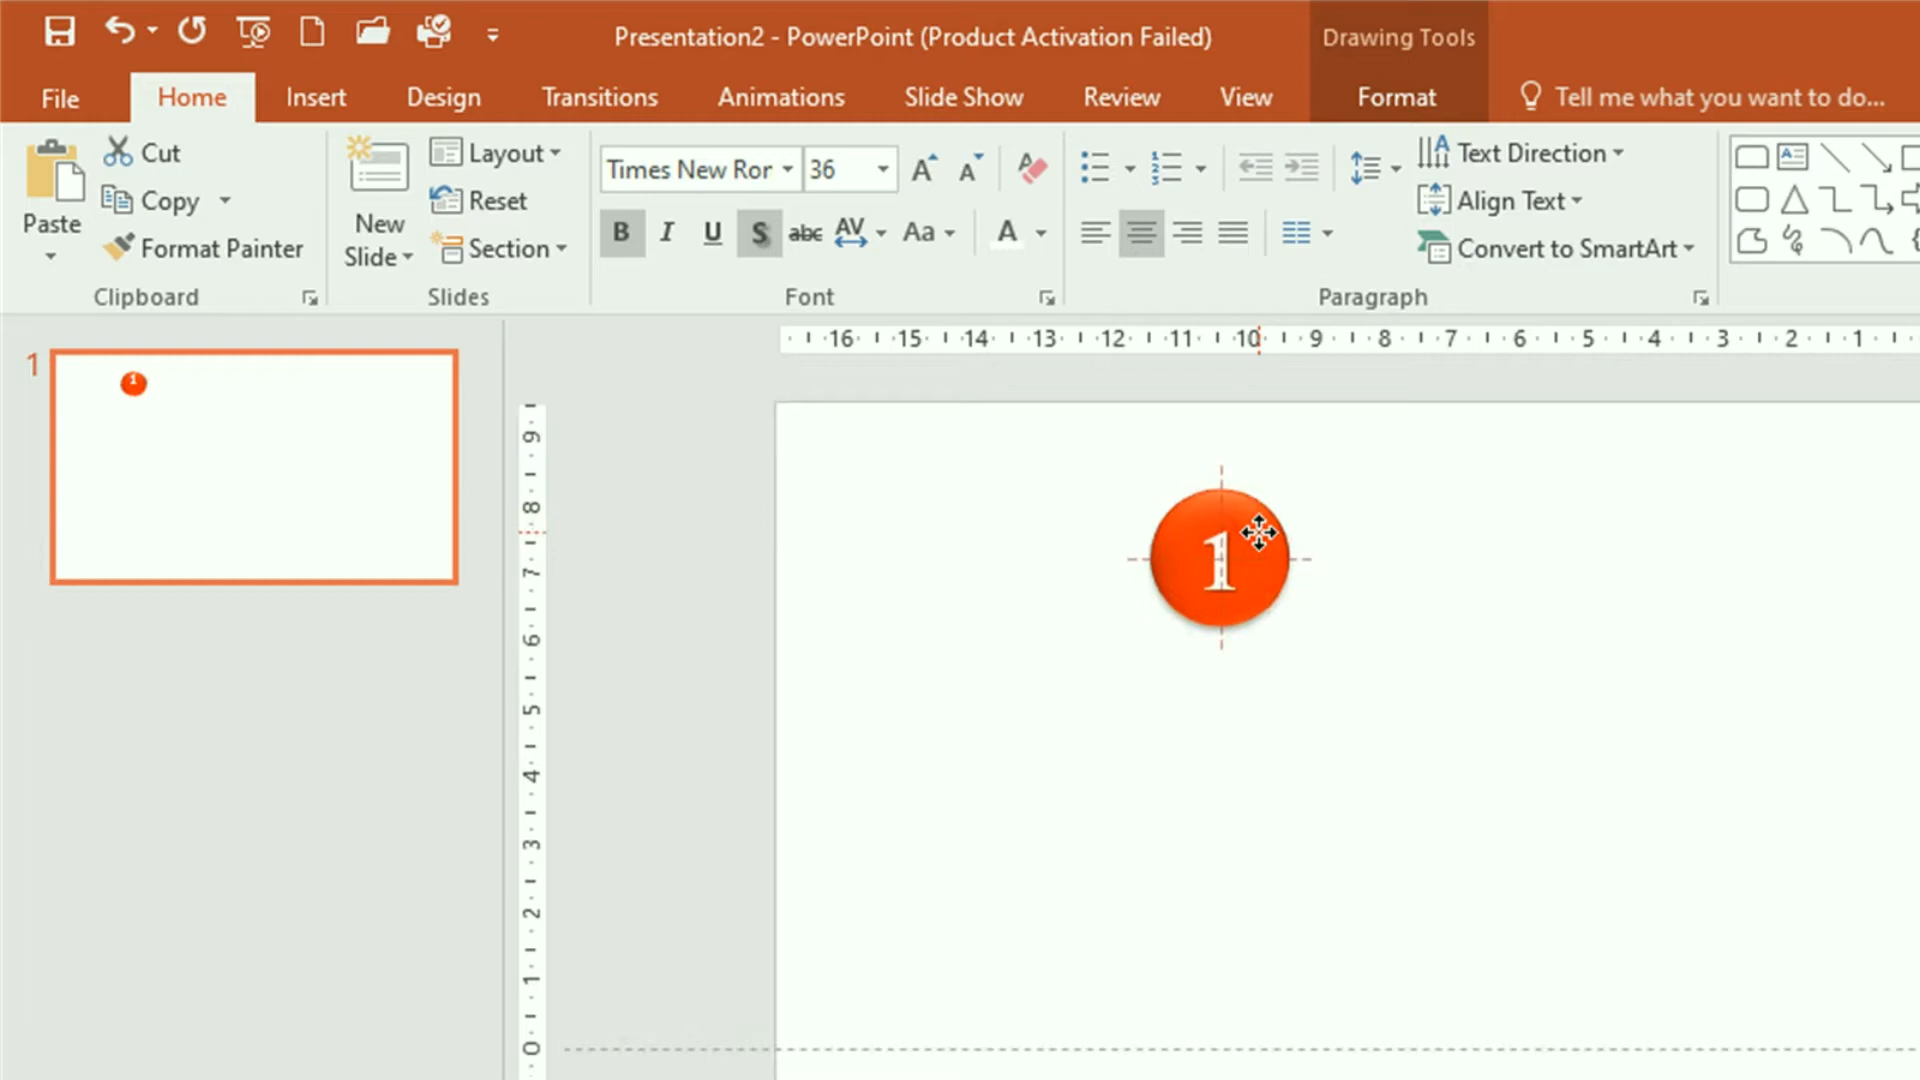 Presentation2 - PowerPoint (Product Activation Failed)
Drawing Tools
File
Home
Insert
Design
Transitions
Animations
Slide Show
Review
View
Format
Tell me what you want to do...
Paste
Cut
Copy
Format Painter
Clipboard
New Slide
Layout
Reset
Section
Slides
Times New Ror
36
B I U S abc AV Aa A
Font
Text Direction
Align Text
Convert to SmartArt
Paragraph
16 15 14 13 12 11 10 9 8 7 6 5 4 3 2 1
1
1
9 8 7 6 5 4 3 2 1 0
1